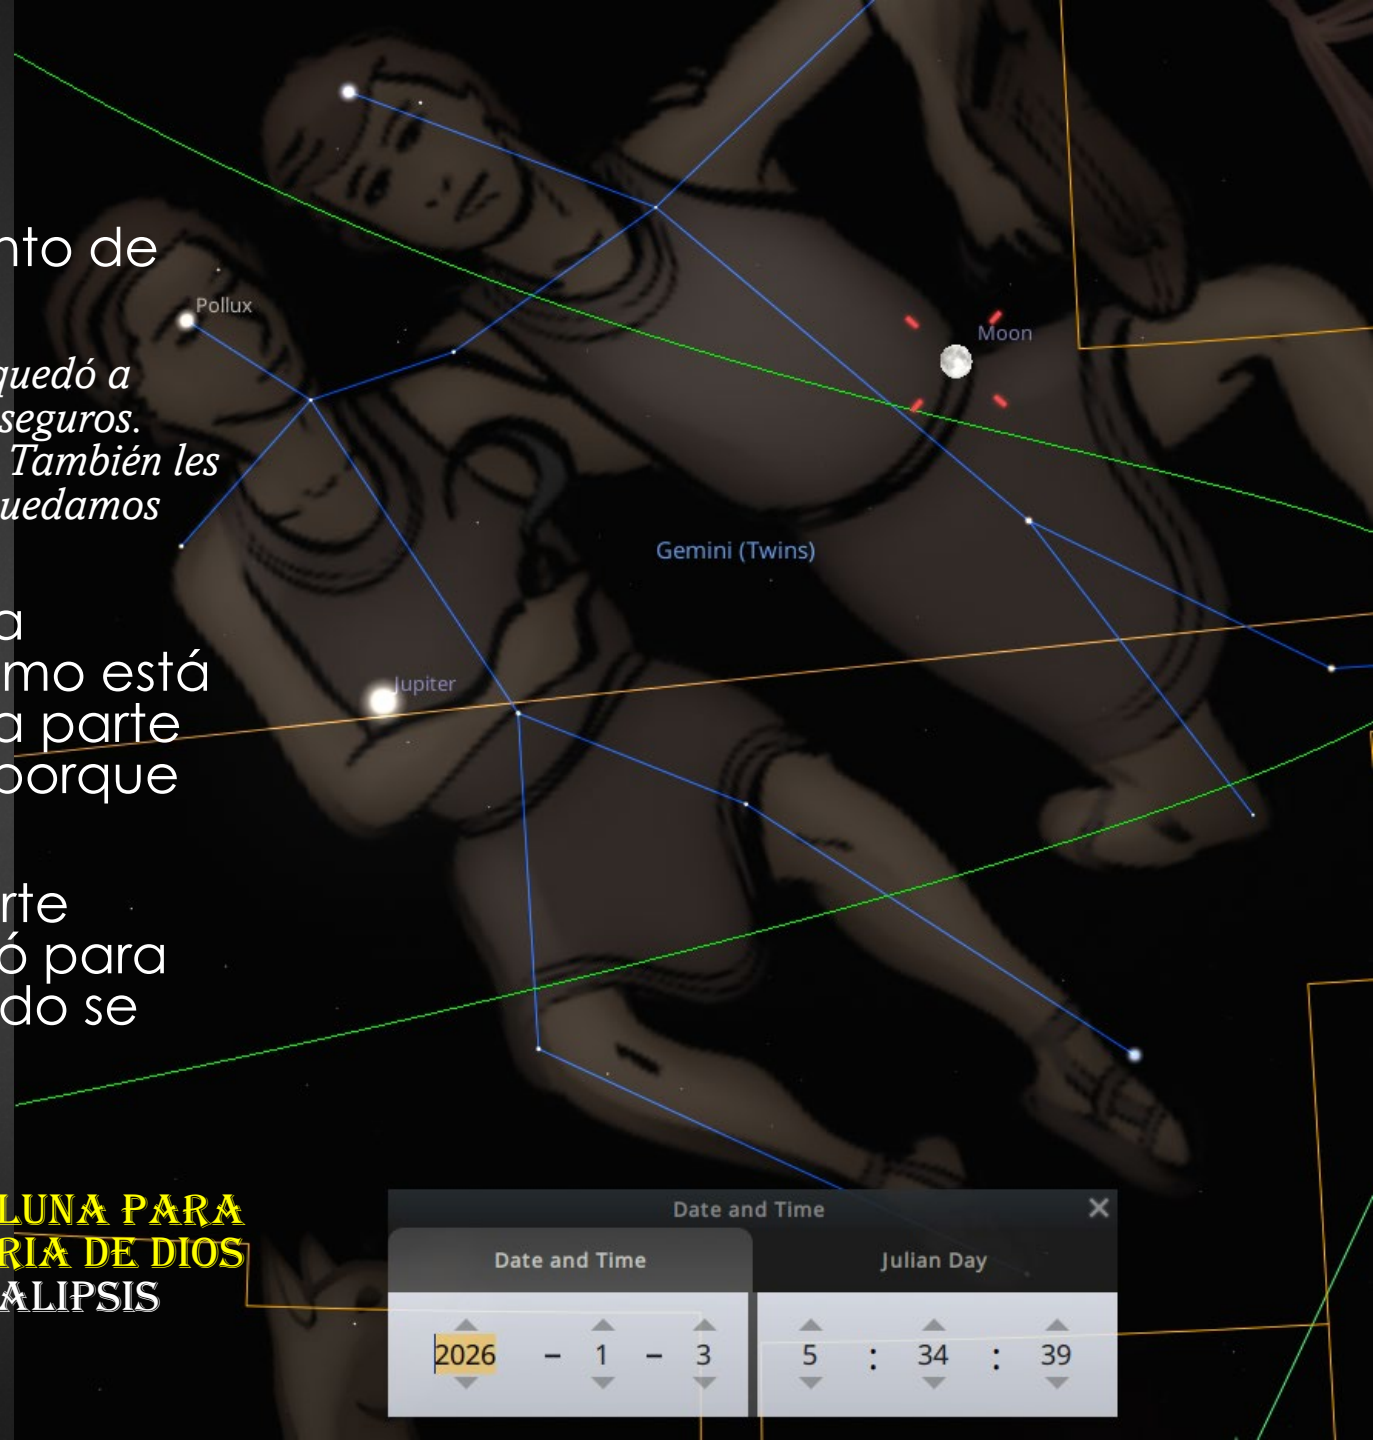 nto de
quedó a
seguros.
También les
uedamos
a
mo está
a parte
porque
rte
ó para
do se
LUNA PARA
RIA DE DIOS
ALIPSIS
Pollux
Moon
Gemini (Twins)
Jupiter
Date and Time
Date and Time Julian Day
2026 - 1 - 3 5 : 34 : 39